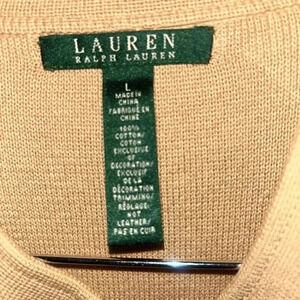 LAUREN
RALPH LAUREN
L
MADE IN
CHINA
FABRIQUÉ EN
CHINE
100%
COTTON/
COTON
EXCLUSIVE
OF
DECORATION/
EXCLUSIF
DE LA
DÉCORATION
TRIMMING/
RÉGLAGE:
NOT
LEATHER/
PAS EN CUIR